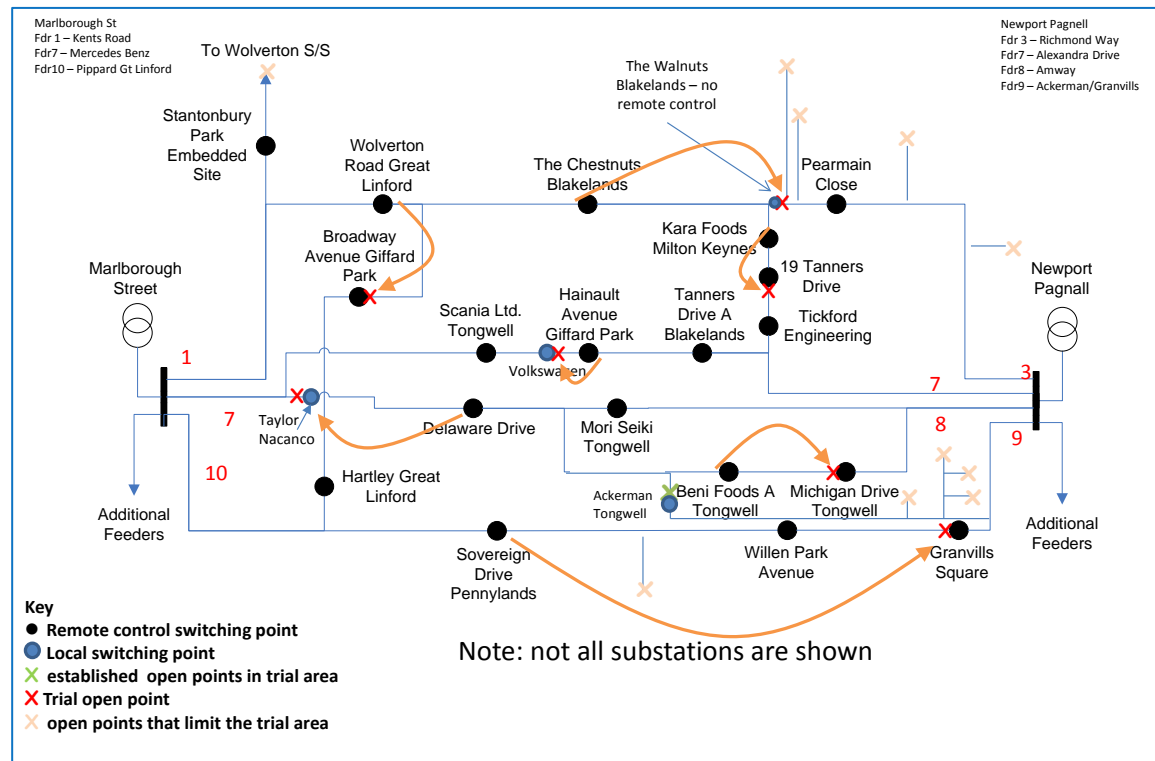 Marlborough St
Fdr 1 – Kents Road
Fdr7 – Mercedes Benz
Fdr10 – Pippard Gt Linford
Newport Pagnell
Fdr 3 – Richmond Way
Fdr7 – Alexandra Drive
Fdr8 – Amway
Fdr9 – Ackerman/Granvills
To Wolverton S/S
The Walnuts
Blakelands – no
remote control
Stantonbury
Park
Embedded
Site
Wolverton
Road Great
Linford
The Chestnuts
Blakelands
Pearmain
Close
Kara Foods
Milton Keynes
Broadway
Avenue Giffard
Park
19 Tanners
Drive
Marlborough
Street
Newport
Pagnall
Scania Ltd.
Tongwell
Hainault
Avenue
Giffard Park
Tanners
Drive A
Blakelands
Tickford
Engineering
Volkswagen
1
3
7
7
8
9
10
Taylor
Nacanco
Delaware Drive
Mori Seiki
Tongwell
Hartley Great
Linford
Ackerman
Tongwell
Beni Foods A
Tongwell
Michigan Drive
Tongwell
Additional
Feeders
Additional
Feeders
Sovereign
Drive
Pennylands
Willen Park
Avenue
Granvills
Square
Key
Remote control switching point
Local switching point
established open points in trial area
Trial open point
open points that limit the trial area
Note: not all substations are shown